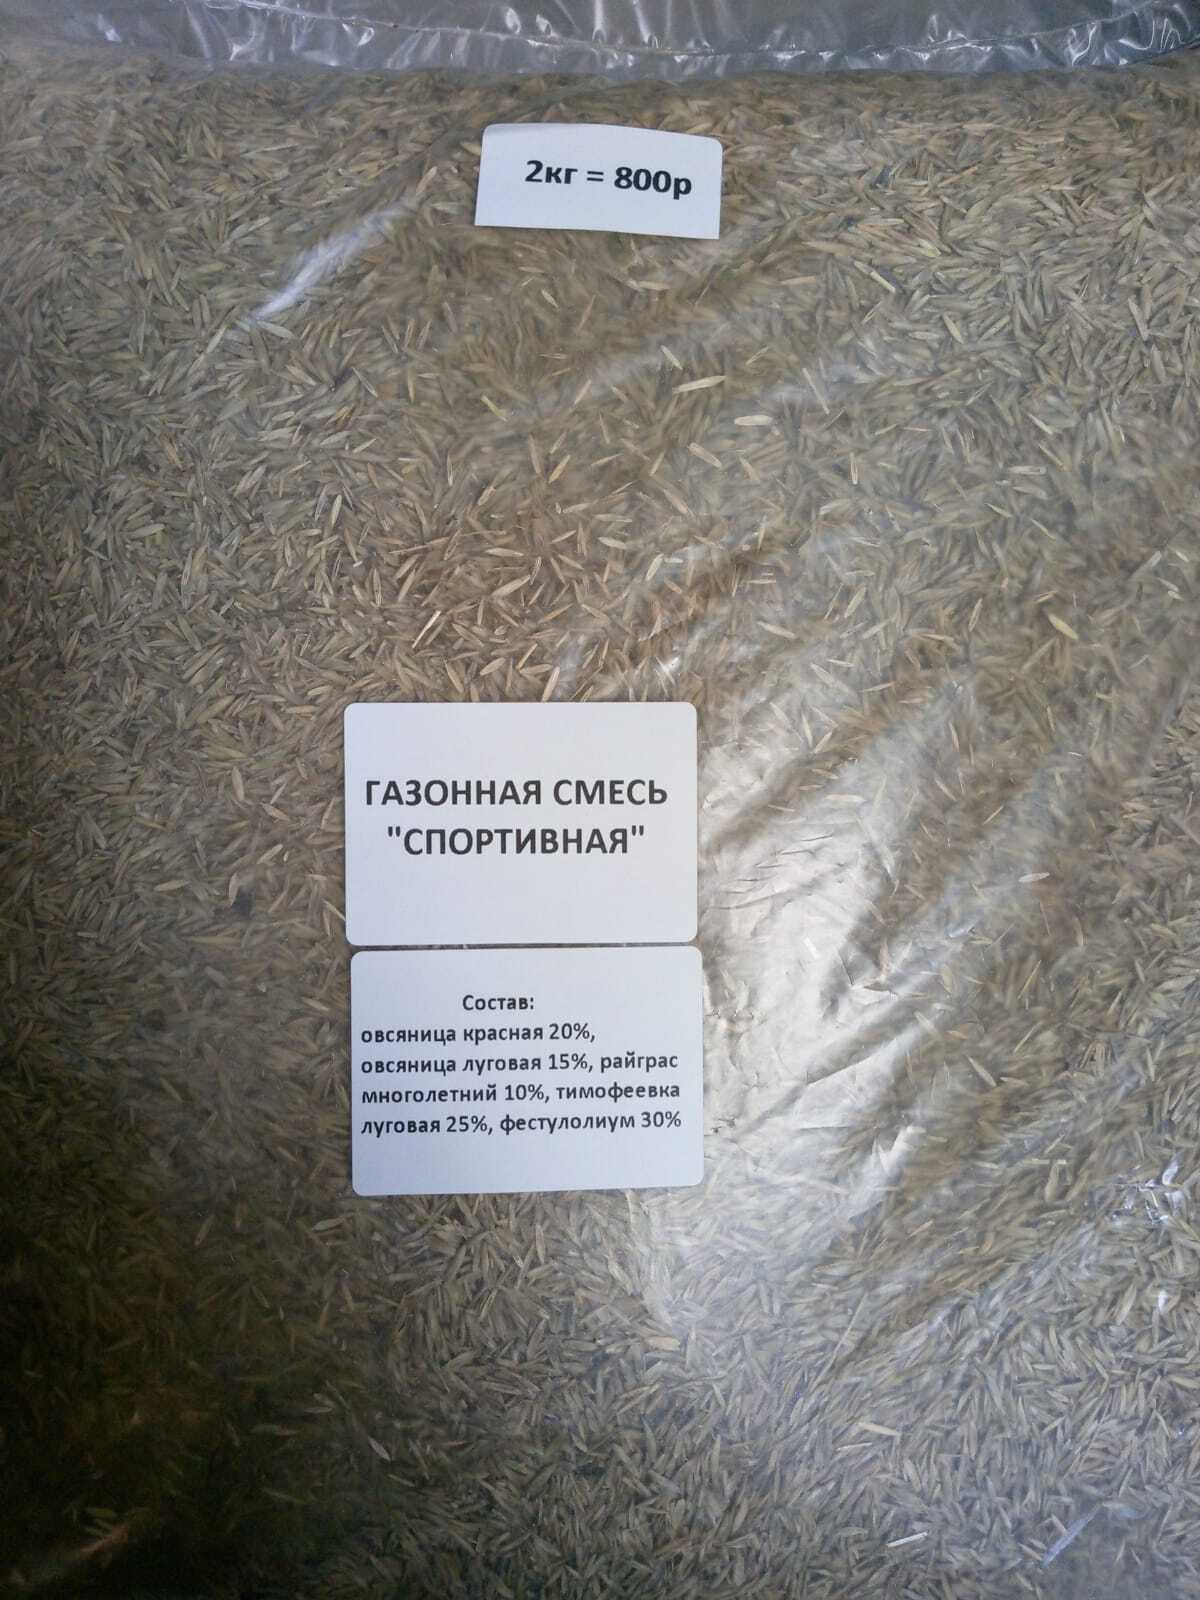 2кг = 800р
ГАЗОННАЯ СМЕСЬ
"СПОРТИВНАЯ"
Состав:
овсяница красная 20%,
овсяница луговая 15%, райграс
многолетний 10%, тимофеевка
луговая 25%, фестулолиум 30%